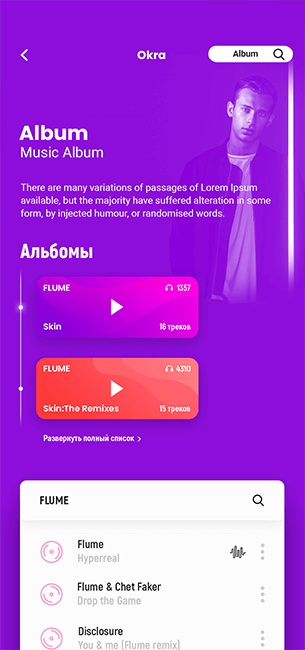 Okra
Album
Album
Music Album
There are many variations of passages of Lorem Ipsum
available, but the majority have suffered alteration in some
form, by injected humour, or randomised words.
Альбомы
FLUME 1357
Skin 16 треков
FLUME 4310
Skin:The Remixes 15 треков
Развернуть полный список
FLUME
Flume
Hyperreal
Flume & Chet Faker
Drop the Game
Disclosure
You & me (Flume remix)